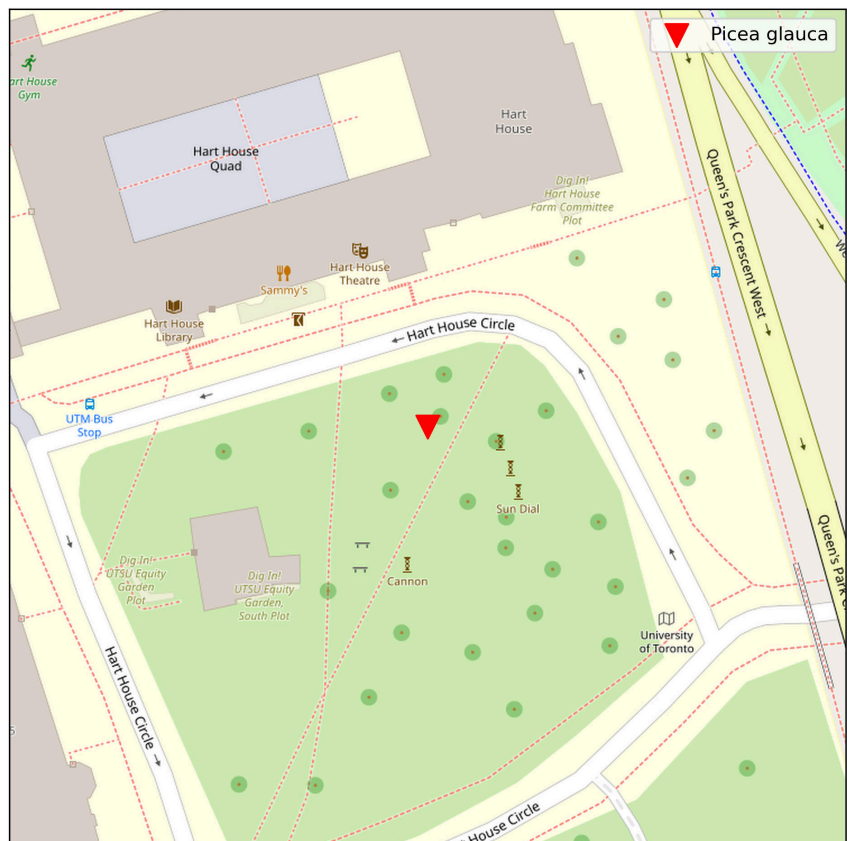 Picea glauca
art House
Gym
Hart
House
Hart House
Quad
Dig In!
Hart House
Farm Committee
Plot
Queen's Park Crescent West
We
Hart House
Theatre
Sammy's
Hart House
Library
Hart House Circle
UTM Bus
Stop
Sun Dial
Queen's Park C
Cannon
Dig In!
UTSU Equity
Garden
Plot
Dig In!
UTSU Equity
Garden,
South Plot
University
of Toronto
Hart House Circle
5
House Circle